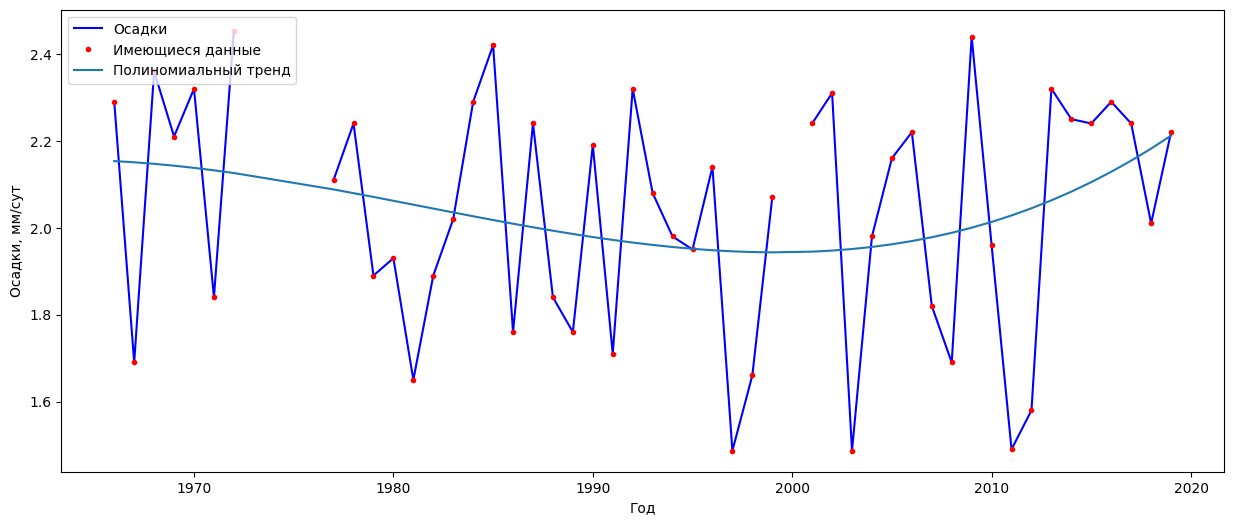 Осадки
Имеющиеся данные
Полиномиальный тренд
Осадки, мм/сут
2.4
2.2
2.0
1.8
1.6
1970
1980
1990
2000
2010
2020
Год